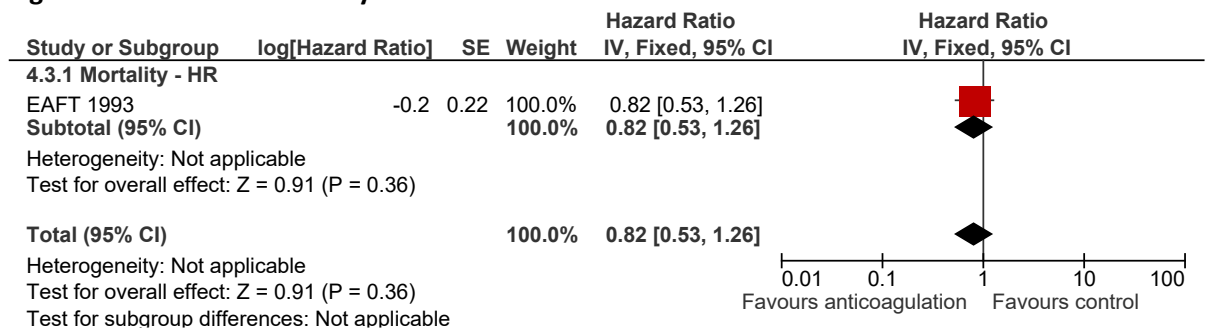 Hazard Ratio Hazard Ratio
Study or Subgroup log[Hazard Ratio] SE Weight IV, Fixed, 95% CI IV, Fixed, 95% CI
4.3.1 Mortality - HR
EAFT 1993 -0.2 0.22 100.0% 0.82 [0.53, 1.26]
Subtotal (95% CI) 100.0% 0.82 [0.53, 1.26]
Heterogeneity: Not applicable
Test for overall effect: Z = 0.91 (P = 0.36)
Total (95% CI) 100.0% 0.82 [0.53, 1.26]
Heterogeneity: Not applicable
Test for overall effect: Z = 0.91 (P = 0.36)
Test for subgroup differences: Not applicable
0.01 0.1 1 10 100
Favours anticoagulation Favours control